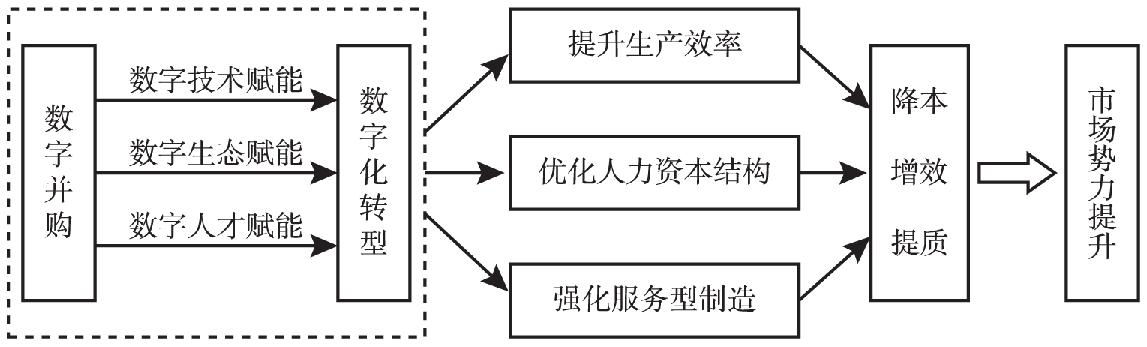 数字并购
数字技术赋能
数字生态赋能
数字人才赋能
数字化转型
提升生产效率
优化人力资本结构
强化服务型制造
降本
增效
提质
市场势力提升